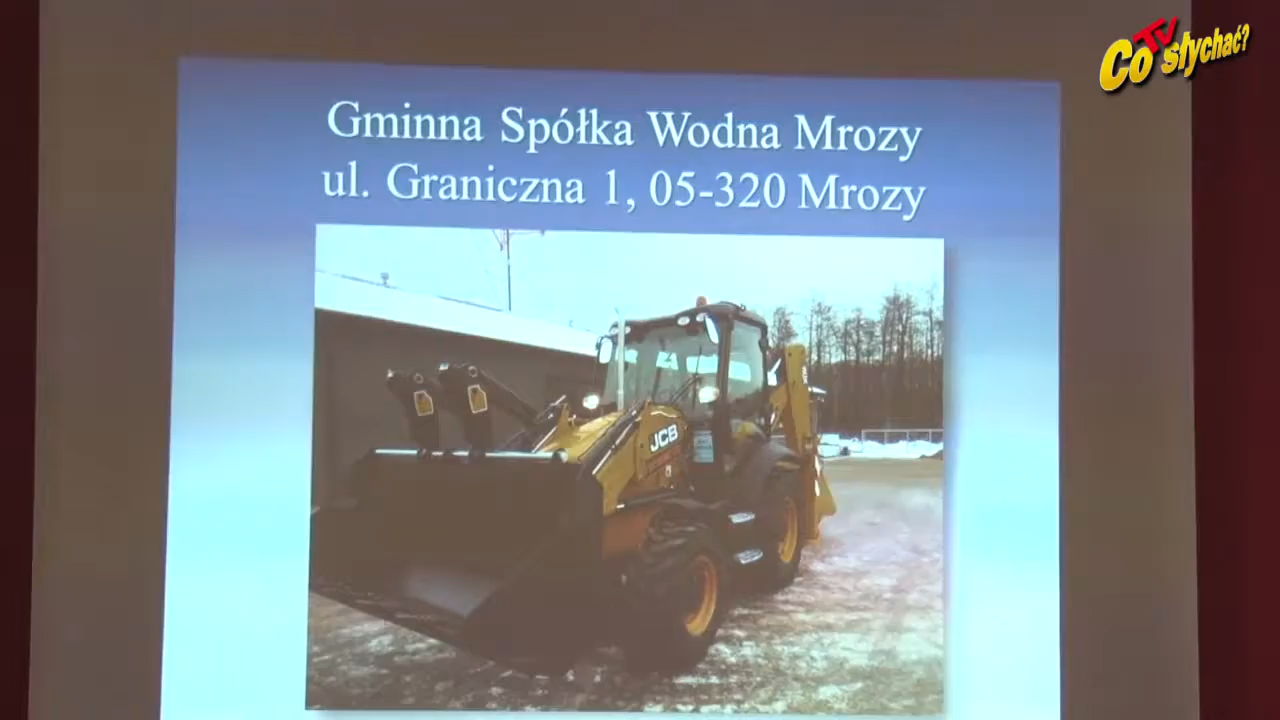 Co TV słychać?
Gminna Spółka Wodna Mrozy
ul. Graniczna 1, 05-320 Mrozy
JCB